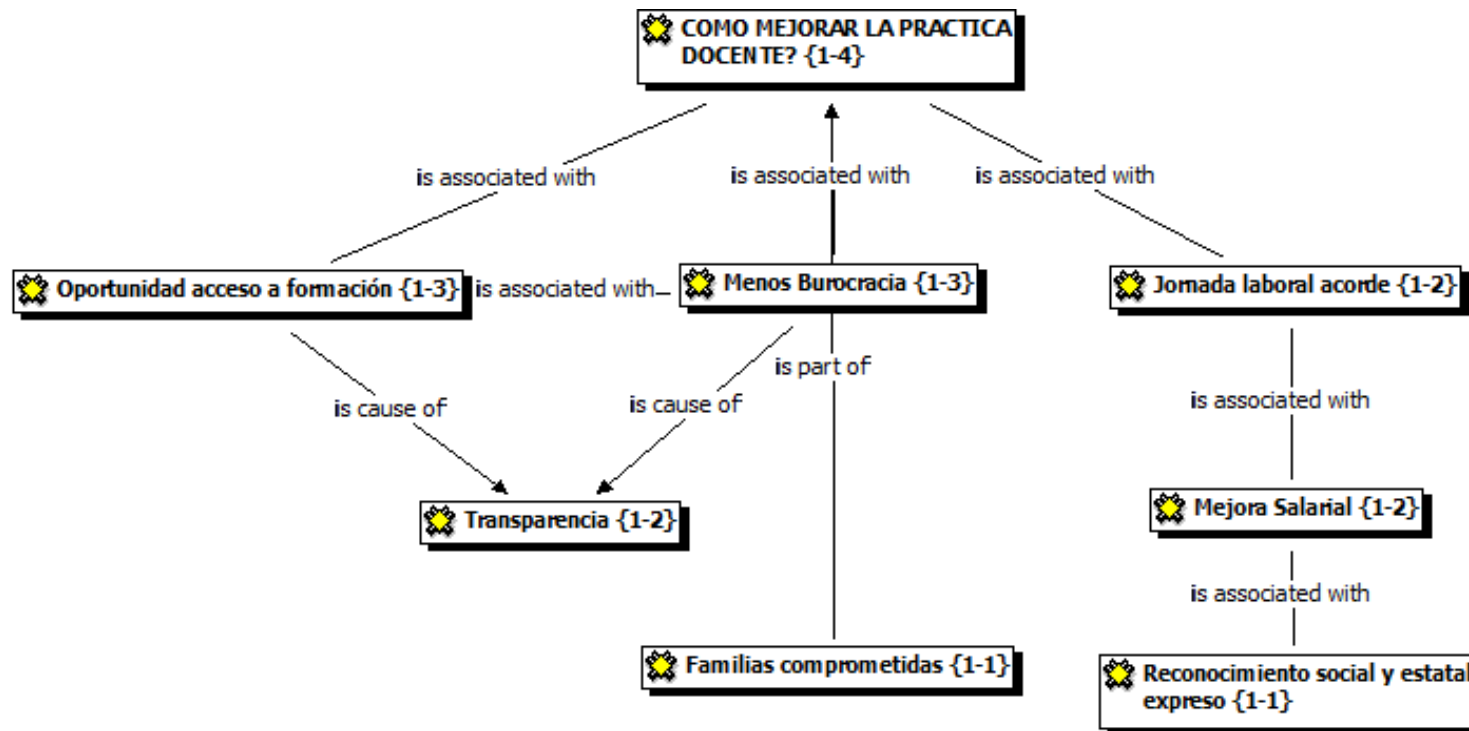 COMO MEJORAR LA PRACTICA
DOCENTE? {1-4}
is associated with
is associated with
is associated with
Oportunidad acceso a formación {1-3}
is associated with
Menos Burocracia {1-3}
Jornada laboral acorde {1-2}
is part of
is cause of
is cause of
is associated with
Transparencia {1-2}
Mejora Salarial {1-2}
is associated with
Familias comprometidas {1-1}
Reconocimiento social y estatal
expreso {1-1}